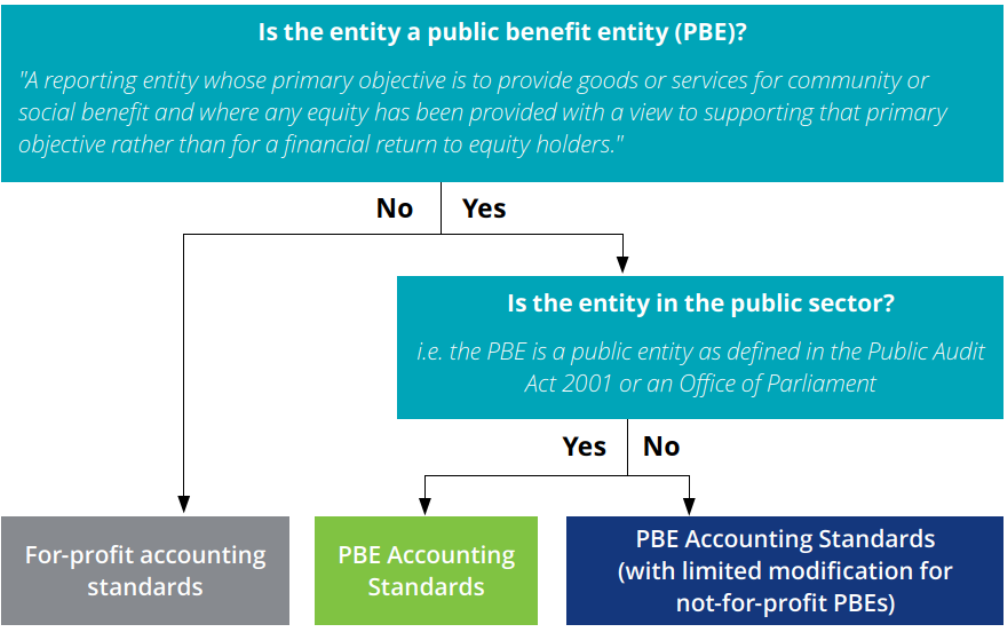 Is the entity a public benefit entity (PBE)?
"A reporting entity whose primary objective is to provide goods or services for community or
social benefit and where any equity has been provided with a view to supporting that primary
objective rather than for a financial return to equity holders."
No
Yes
Is the entity in the public sector?
i.e. the PBE is a public entity as defined in the Public Audit
Act 2001 or an Office of Parliament
Yes
No
For-profit accounting
standards
PBE Accounting
Standards
PBE Accounting Standards
(with limited modification for
not-for-profit PBEs)